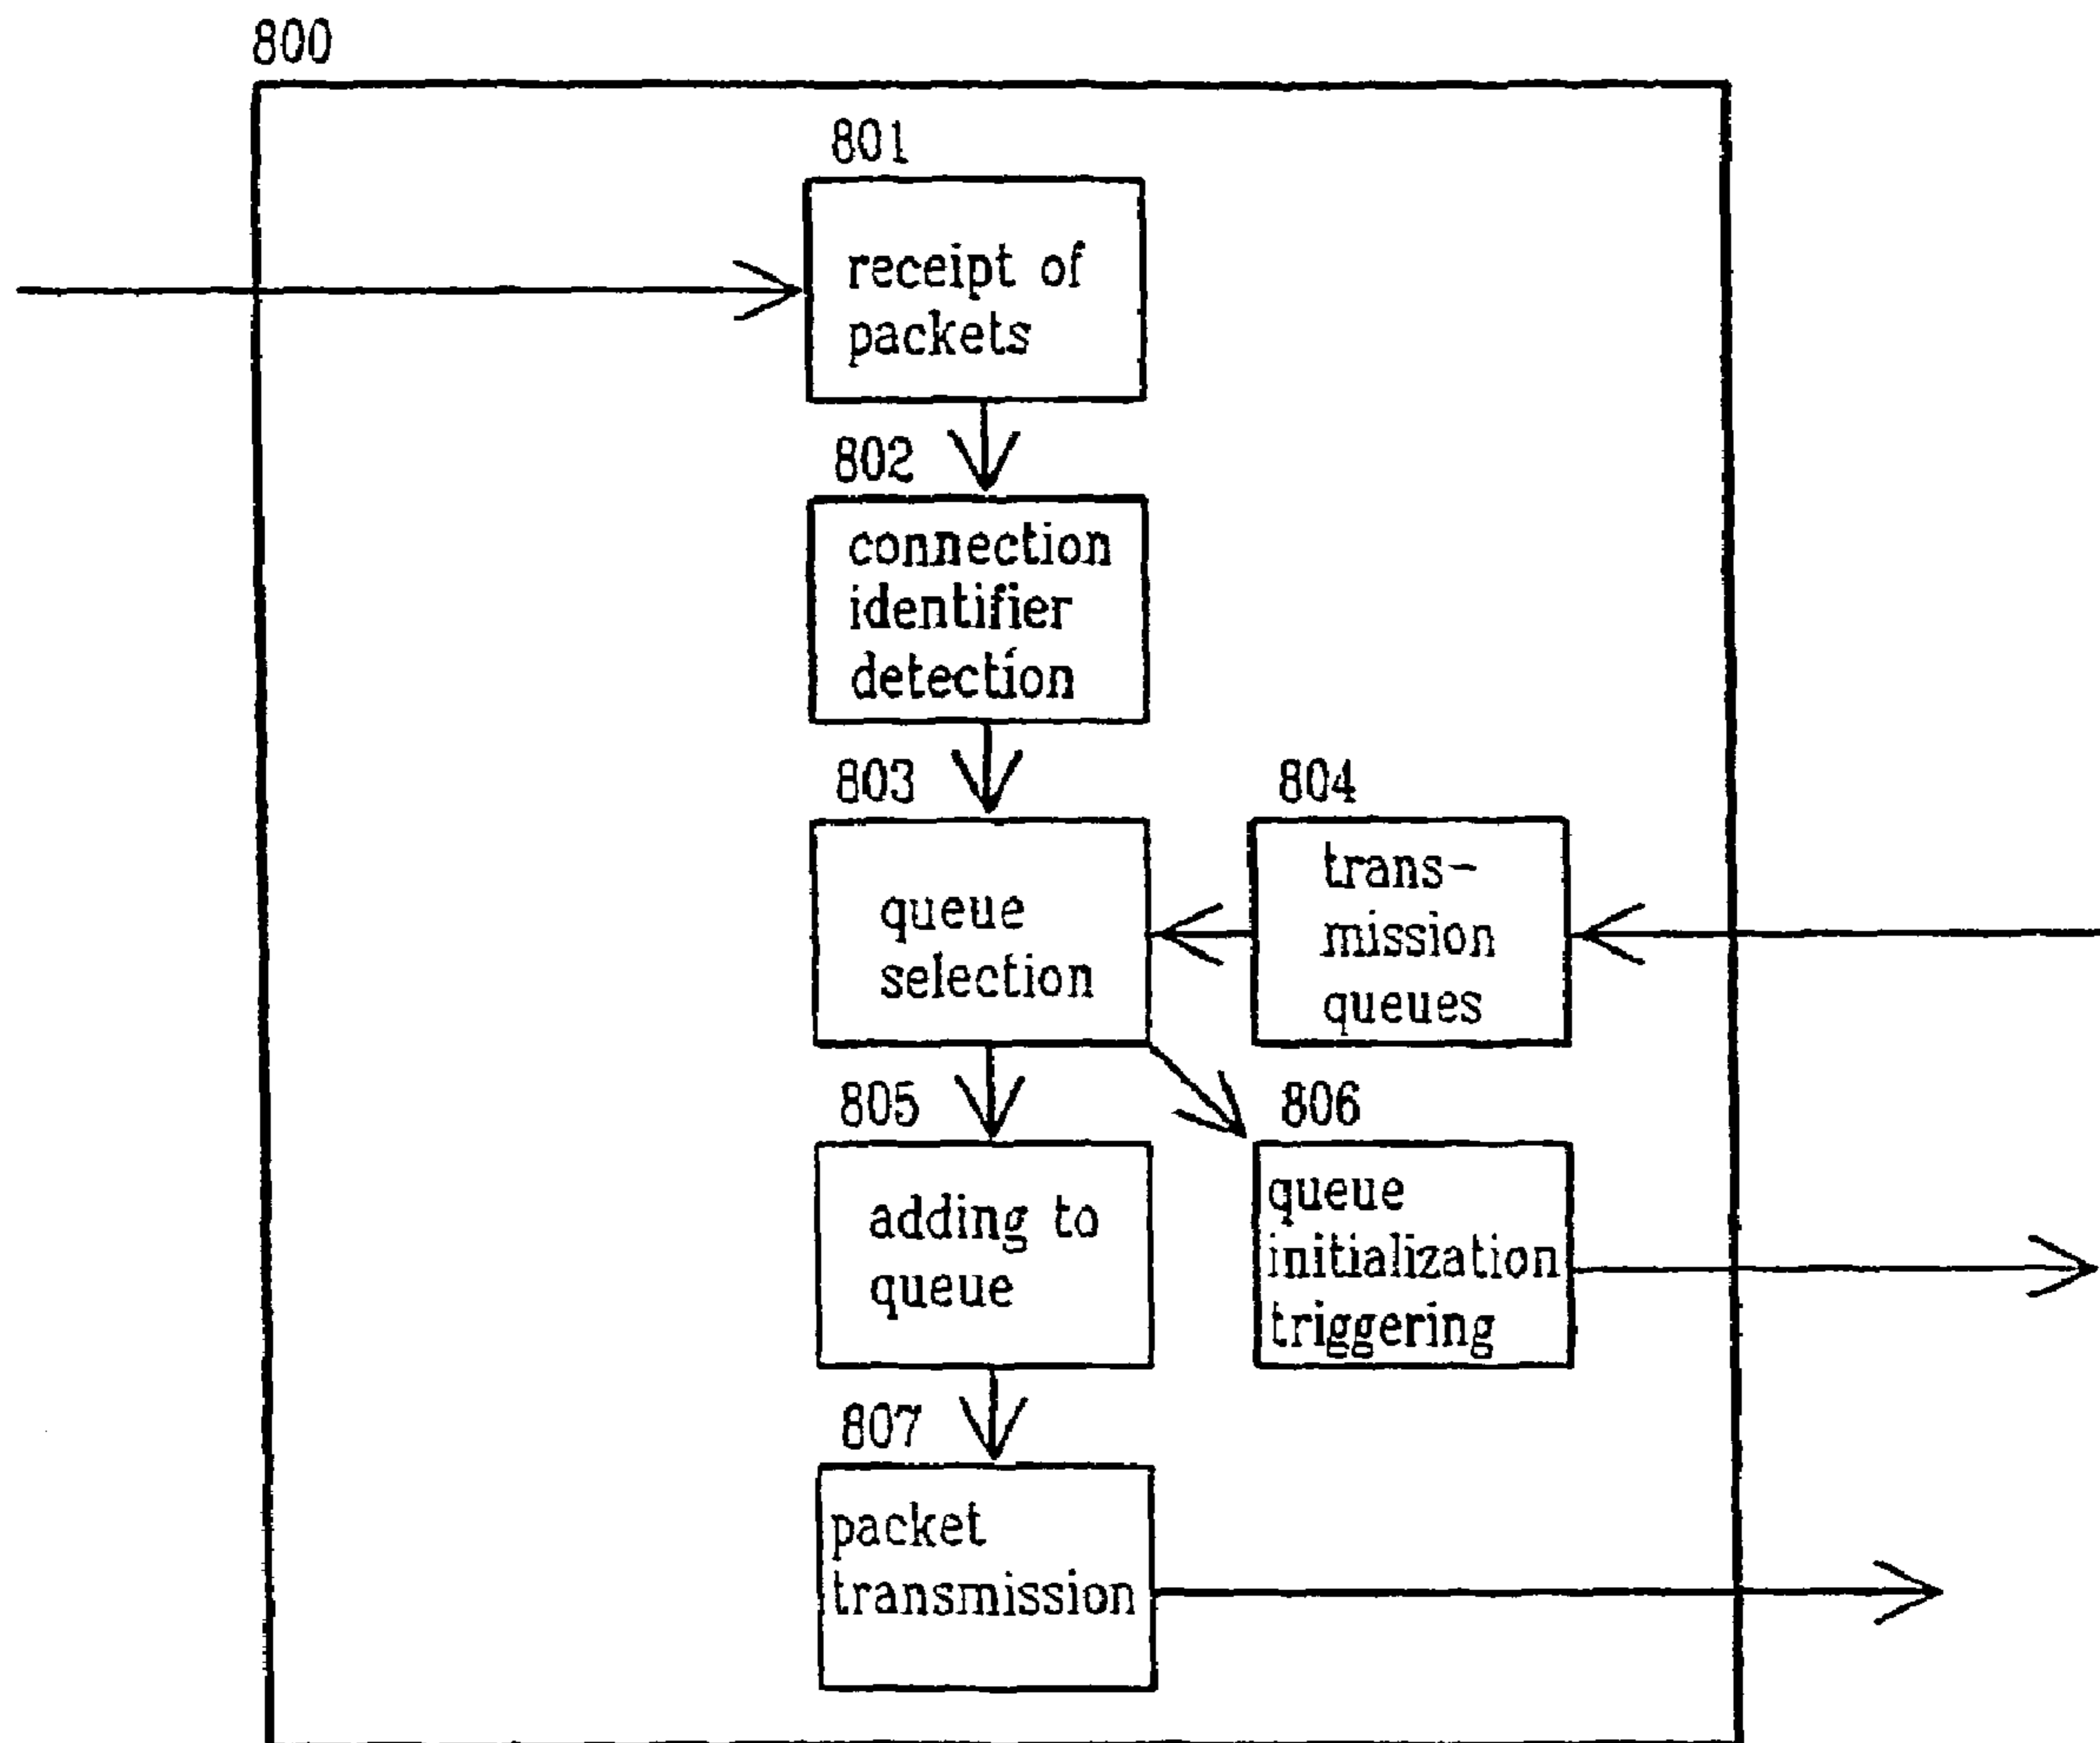 800
801
receipt of
packets
802
connection
identifier
detection
803
queue
selection
804
trans-
mission
queues
805
adding to
queue
806
queue
initialization
triggering
807
packet
transmission